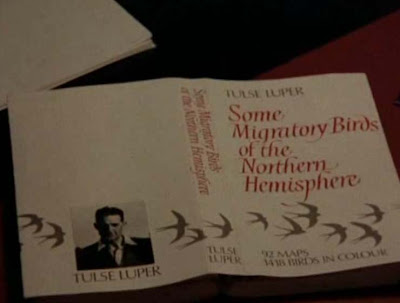 TULSE LUPER
Some
Migratory Birds
of the
Northern
Hemisphere
92 MAPS
1418 BIRDS IN COLOUR
Some Migratory Birds
of the Northern Hemisphere
TULSE
LUPER
TULSE LUPER